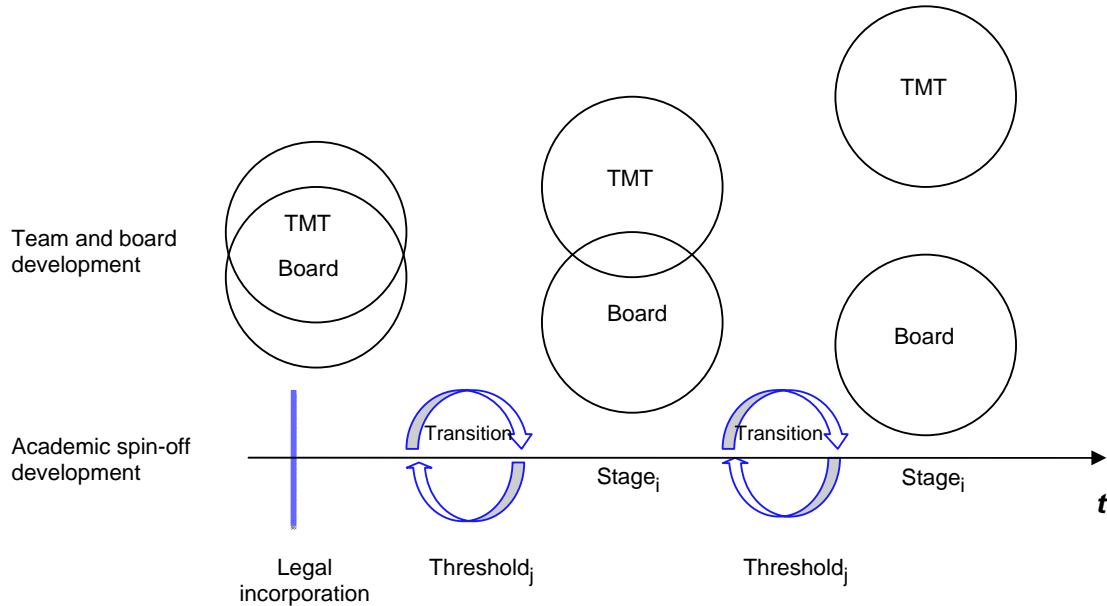 TMT
TMT
TMT
Team and board
development
Board
Board
Board
Academic spin-off
development
Transition
Transition
Stage_i
Stage_i
t
Legal
incorporation
Threshold_j
Threshold_j